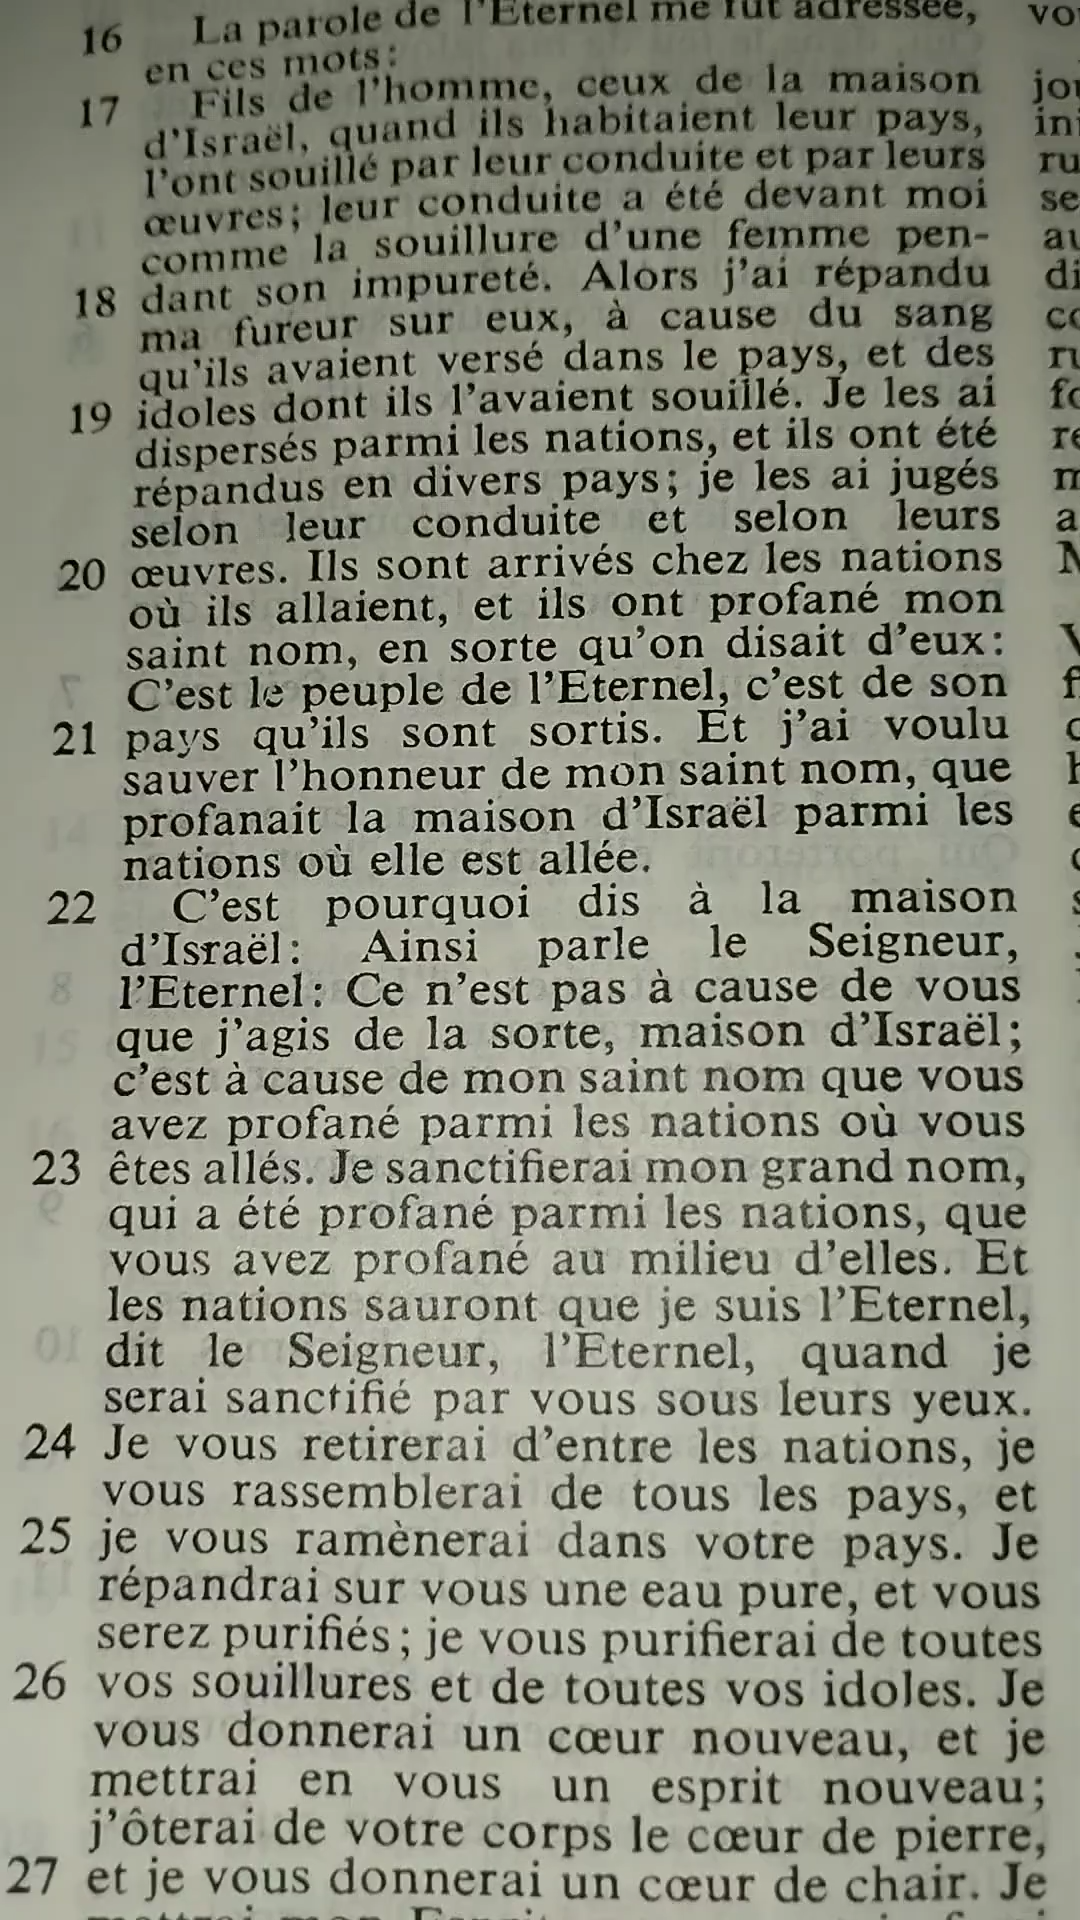 16 La parole de l'Eternel me fut adressée,
en ces mots:
17 Fils de l'homme, ceux de la maison
d'Israël, quand ils habitaient leur pays,
l'ont souillé par leur conduite et par leurs
œuvres; leur conduite a été devant moi
comme la souillure d'une femme pen-
18 dant son impureté. Alors j'ai répandu
ma fureur sur eux, à cause du sang
qu'ils avaient versé dans le pays, et des
19 idoles dont ils l'avaient souillé. Je les ai
dispersés parmi les nations, et ils ont été
répandus en divers pays; je les ai jugés
selon leur conduite et selon leurs
20 œuvres. Ils sont arrivés chez les nations
où ils allaient, et ils ont profané mon
saint nom, en sorte qu'on disait d'eux:
C'est le peuple de l'Eternel, c'est de son
21 pays qu'ils sont sortis. Et j'ai voulu
sauver l'honneur de mon saint nom, que
profanait la maison d'Israël parmi les
nations où elle est allée.
22 C'est pourquoi dis à la maison
d'Israël: Ainsi parle le Seigneur,
l'Eternel: Ce n'est pas à cause de vous
que j'agis de la sorte, maison d'Israël;
c'est à cause de mon saint nom que vous
avez profané parmi les nations où vous
23 êtes allés. Je sanctifierai mon grand nom,
qui a été profané parmi les nations, que
vous avez profané au milieu d'elles. Et
les nations sauront que je suis l'Eternel,
dit le Seigneur, l'Eternel, quand je
serai sanctifié par vous sous leurs yeux.
24 Je vous retirerai d'entre les nations, je
vous rassemblerai de tous les pays, et
25 je vous ramènerai dans votre pays. Je
répandrai sur vous une eau pure, et vous
serez purifiés; je vous purifierai de toutes
26 vos souillures et de toutes vos idoles. Je
vous donnerai un cœur nouveau, et je
mettrai en vous un esprit nouveau;
j'ôterai de votre corps le cœur de pierre,
27 et je vous donnerai un cœur de chair. Je